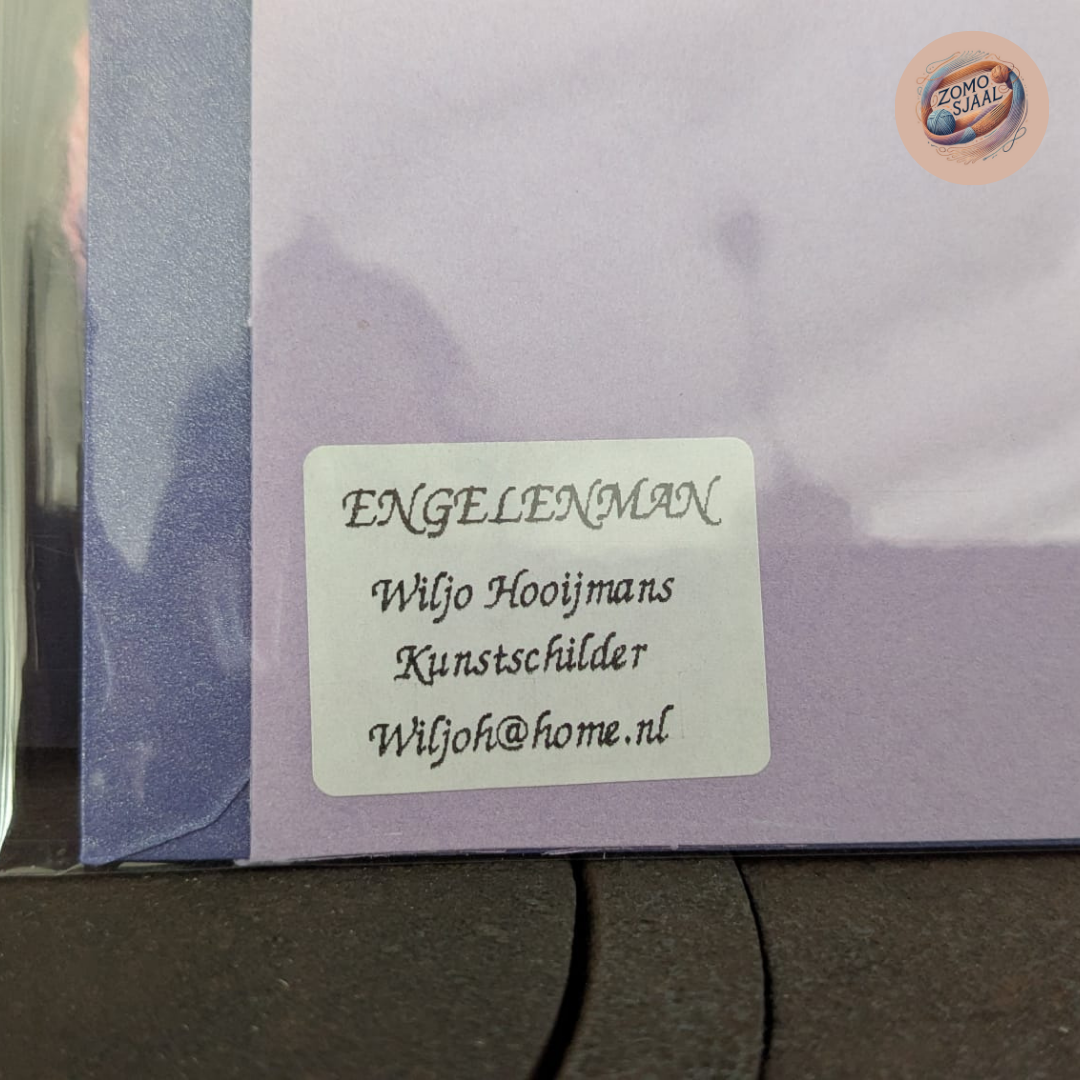 ZOMO
SJAAL
ENGELENMAN
Wiljo Hooijmans
Kunstschilder
Wiljoh@home.nl